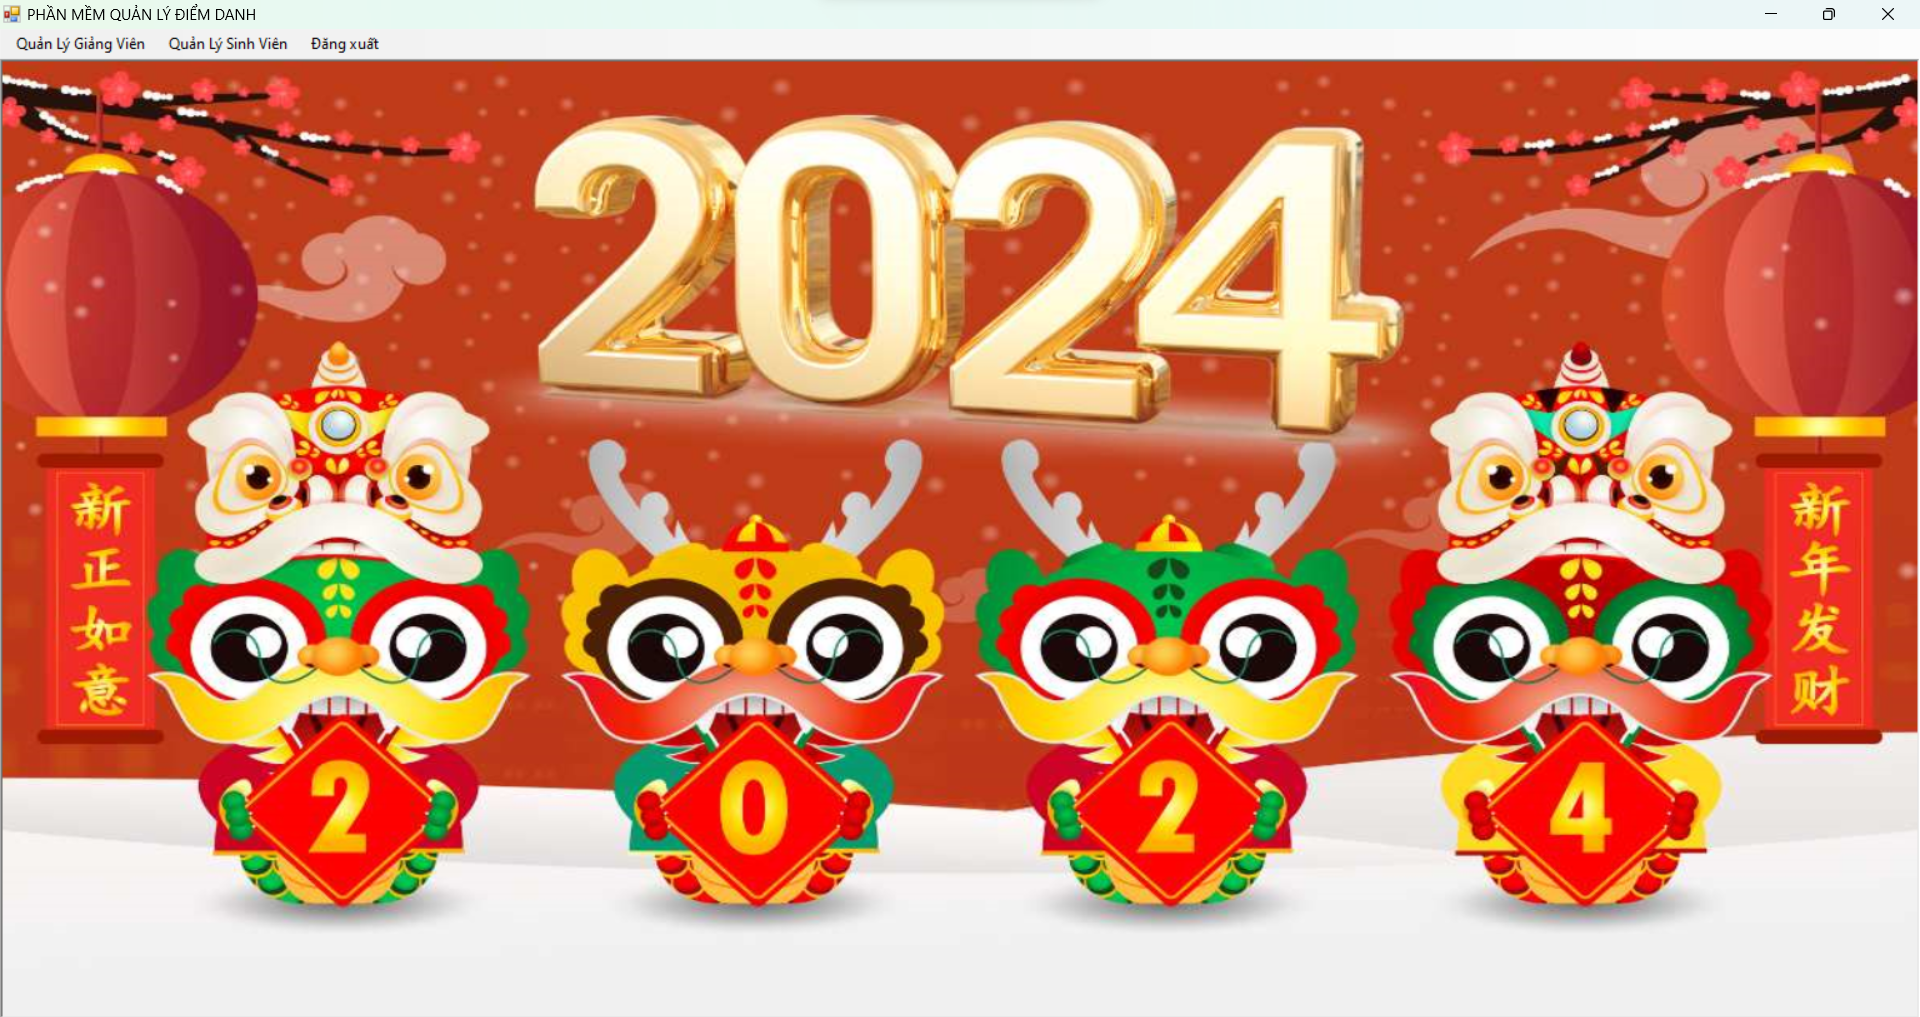 PHẦN MỀM QUẢN LÝ ĐIỂM DANH
Quản Lý Giảng Viên Quản Lý Sinh Viên Đăng xuất
2024
新正如意
新年发财
2 0 2 4